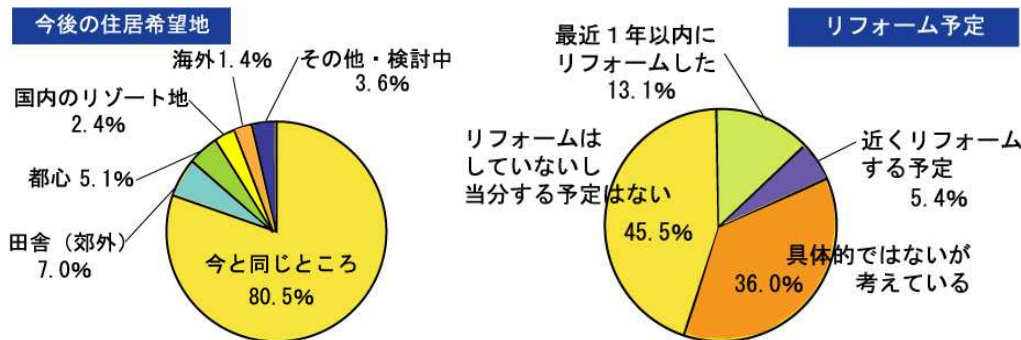 今後の住居希望地
海外1.4%
その他・検討中
3.6%
国内のリゾート地
2.4%
都心 5.1%
田舎（郊外）
7.0%
今と同じところ
80.5%
リフォーム予定
最近１年以内に
リフォームした
13.1%
近くリフォーム
する予定
5.4%
リフォームは
していないし
当分する予定はない
45.5%
具体的ではないが
考えている
36.0%